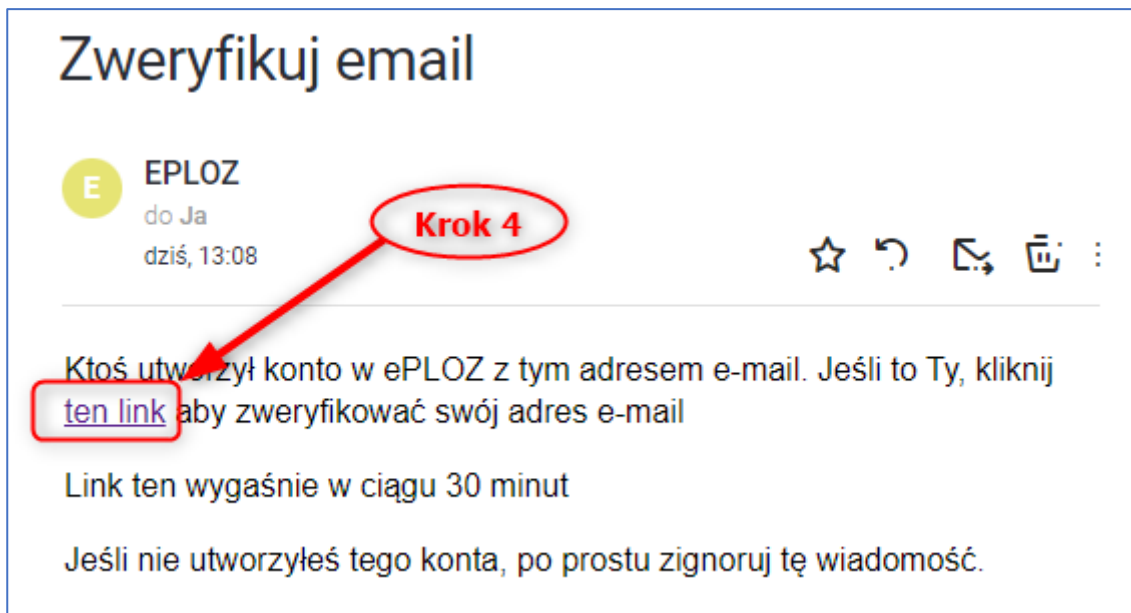 Zweryfikuj email
E
EPLOZ
do Ja
Krok 4
dziś, 13:08
Ktoś utworzył konto w ePLOZ z tym adresem e-mail. Jeśli to Ty, kliknij
ten link aby zweryfikować swój adres e-mail
Link ten wygaśnie w ciągu 30 minut
Jeśli nie utworzyłeś tego konta, po prostu zignoruj tę wiadomość.